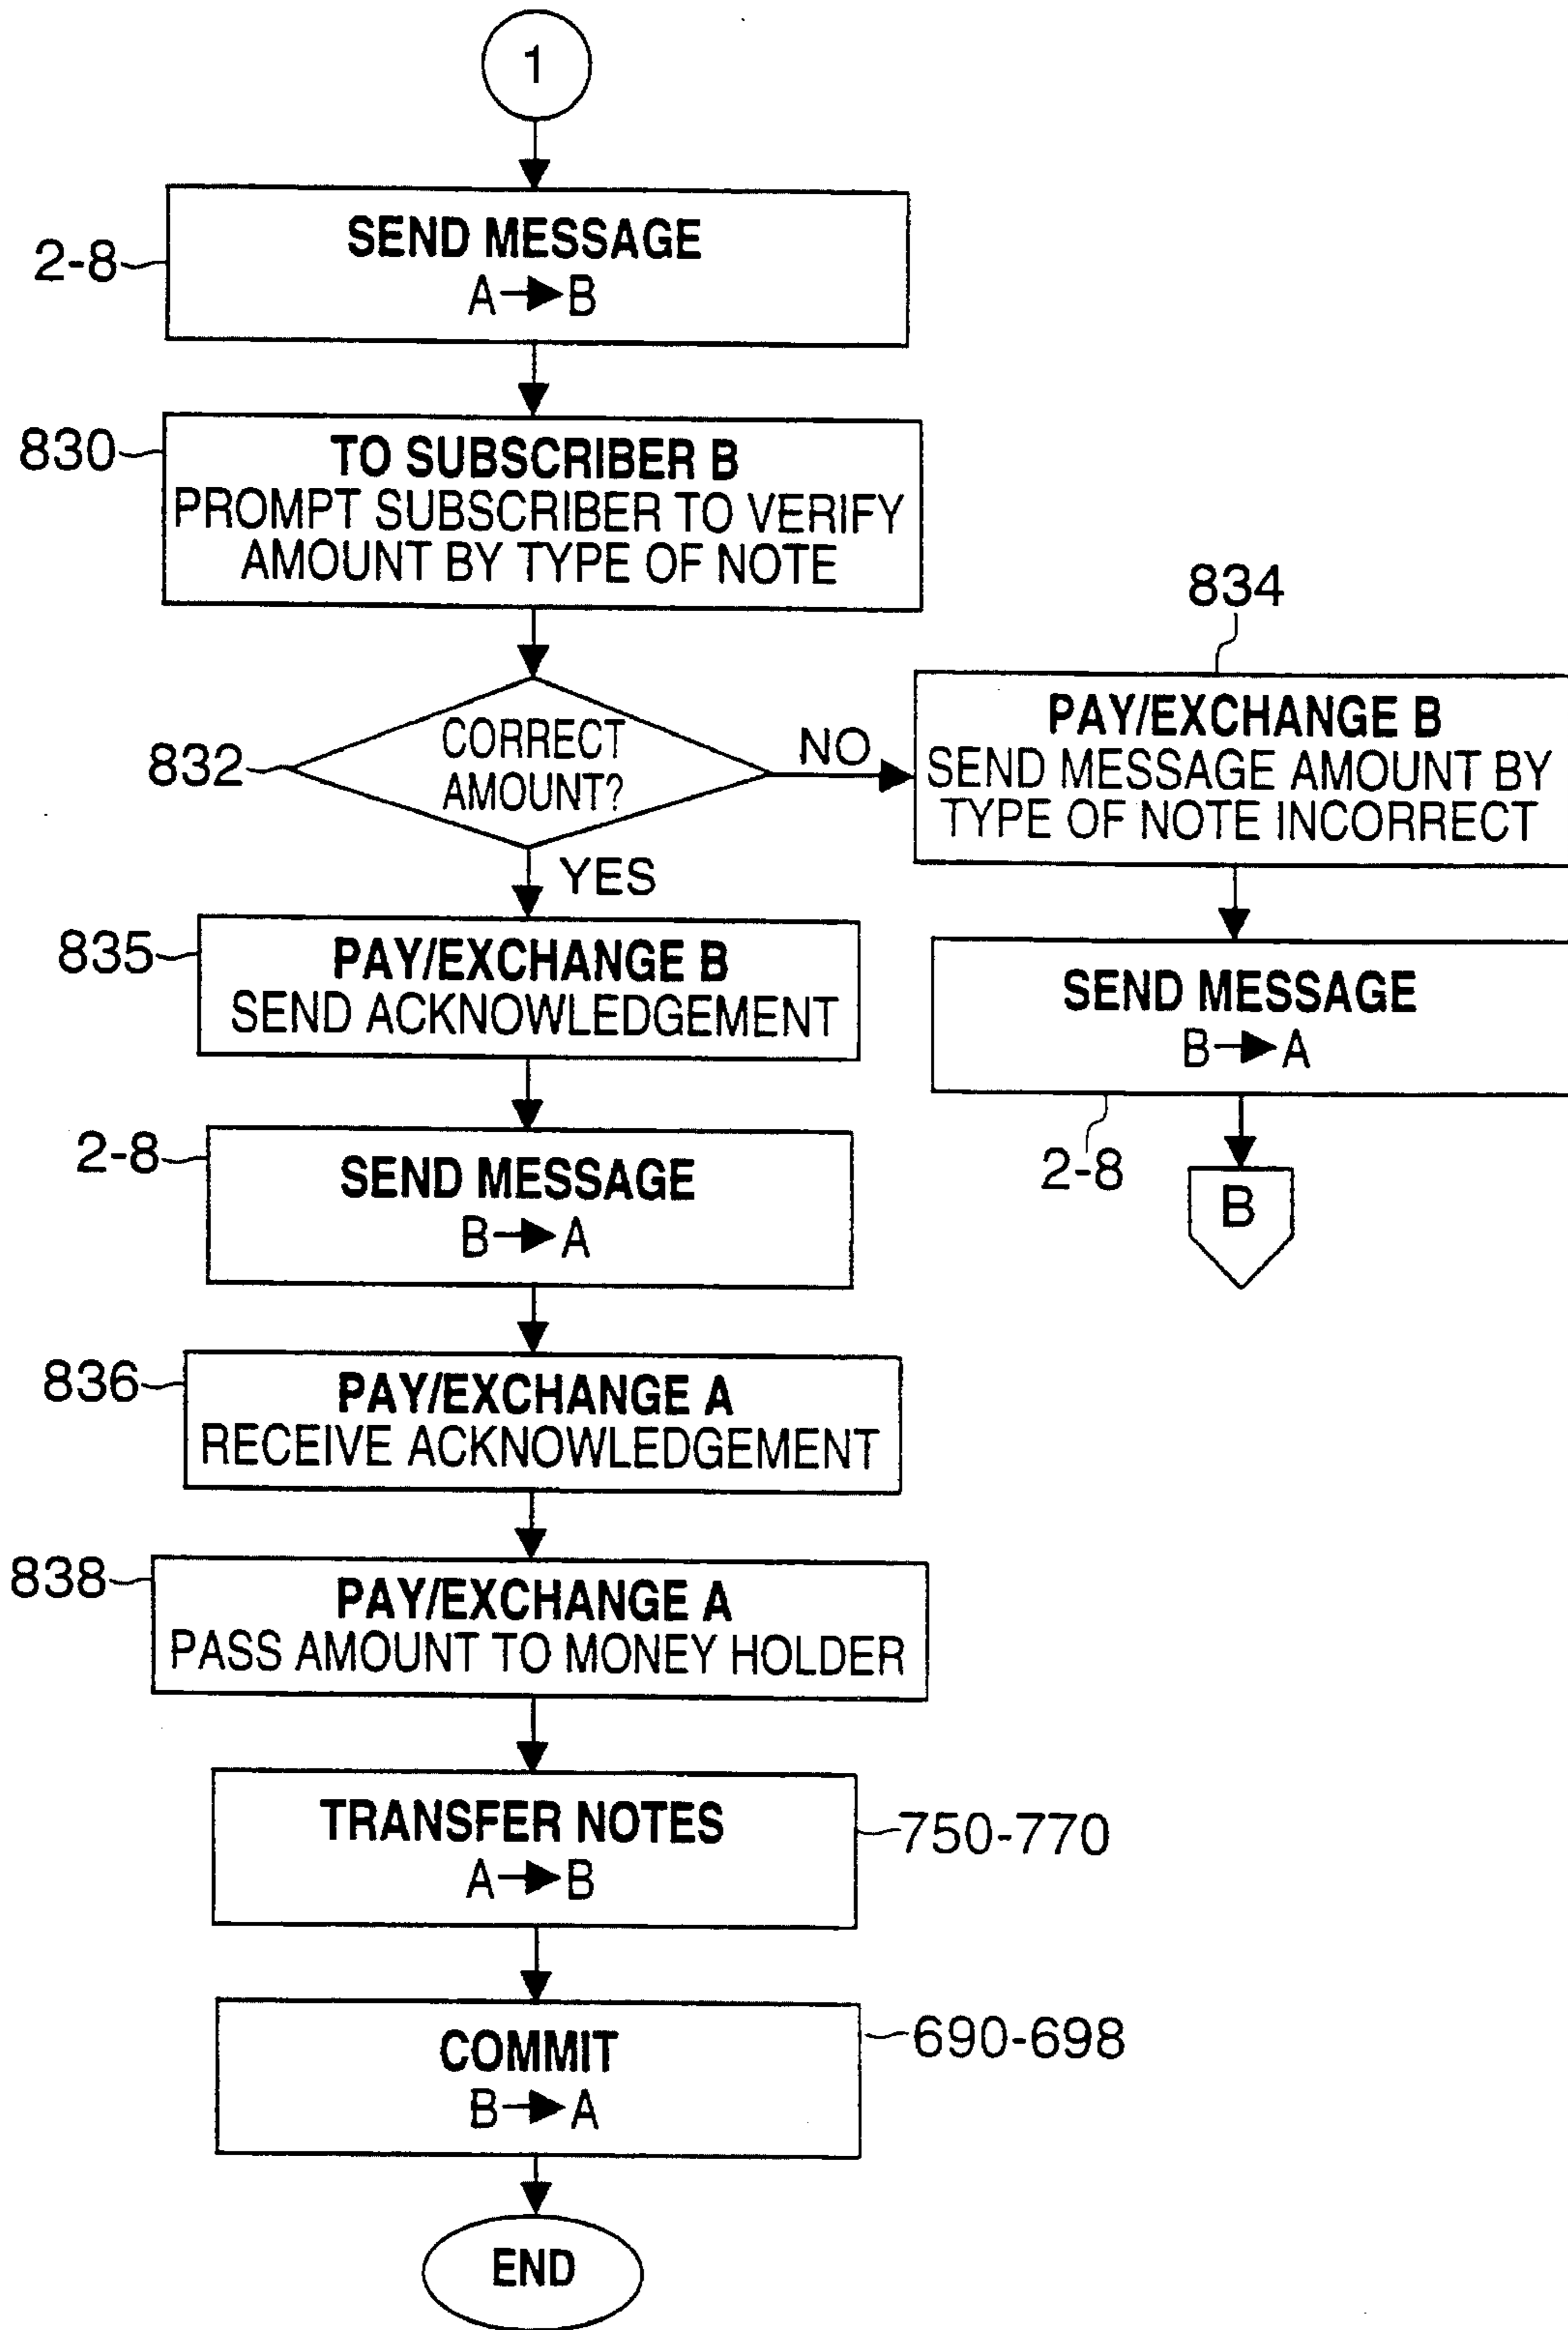 1
2-8
SEND MESSAGE
A→B
830
TO SUBSCRIBER B
PROMPT SUBSCRIBER TO VERIFY
AMOUNT BY TYPE OF NOTE
832
CORRECT
AMOUNT?
NO
834
PAY/EXCHANGE B
SEND MESSAGE AMOUNT BY
TYPE OF NOTE INCORRECT
SEND MESSAGE
B→A
2-8
B
YES
835
PAY/EXCHANGE B
SEND ACKNOWLEDGEMENT
2-8
SEND MESSAGE
B→A
836
PAY/EXCHANGE A
RECEIVE ACKNOWLEDGEMENT
838
PAY/EXCHANGE A
PASS AMOUNT TO MONEY HOLDER
TRANSFER NOTES
A→B
750-770
COMMIT
B→A
690-698
END